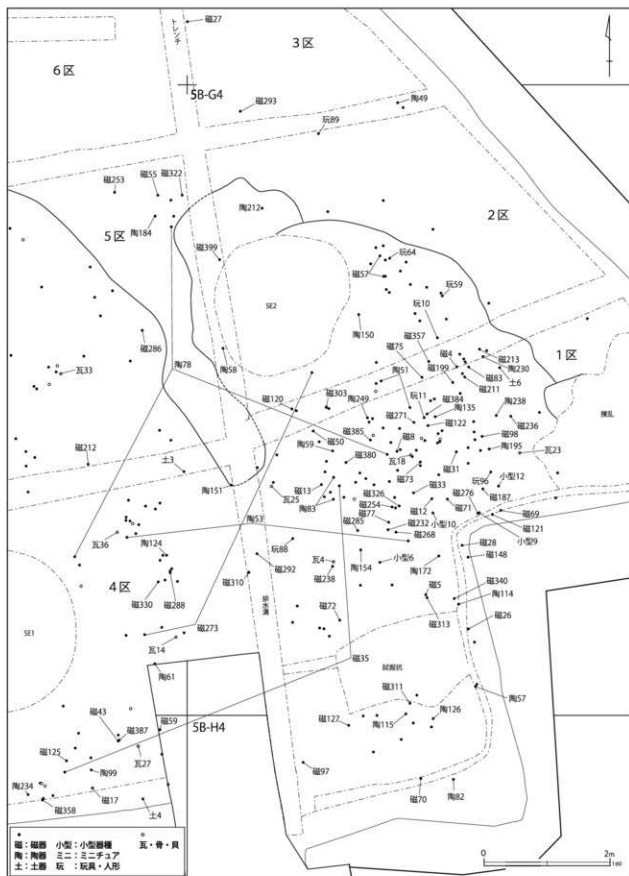 磁27
トレンチ
3区
6区
5B-G4
磁293
陶49
玩89
磁253
磁55
磁322
陶212
2区
5区
陶184
磁399
玩64
磁57
玩59
SE2
玩10
陶150
磁357
磁286
磁75
磁4
磁213
1区
陶78
陶58
磁199
陶230
磁83
土6
瓦33
陶51
磁211
磁303
玩11
磁384
陶238
撹乱
磁120
陶249
陶135
磁271
磁122
磁236
磁385
磁8
磁98
陶59
磁50
陶195
瓦23
磁212
磁380
瓦18
磁31
土3
磁73
玩96
小型12
磁13
磁33
磁276
陶151
瓦25
磁326
磁187
陶83
磁254
磁12
磁71
磁69
陶53
磁77
小型10
磁121
瓦36
磁285
磁232
小型9
玩88
磁268
磁28
陶124
磁292
瓦4
陶154
小型6
陶172
磁148
4区
磁310
磁238
磁330
磁288
排水溝
磁5
磁340
磁72
陶114
磁313
磁26
磁273
SE1
瓦14
磁35
陶61
試掘坑
陶57
磁311
磁43
磁59
5B-H4
陶126
磁387
磁127
陶115
磁125
瓦27
陶99
磁97
陶234
磁17
磁70
陶82
磁358
土4
磁：磁器 小型：小型器種 瓦・骨・貝
陶：陶器 ミニ：ミニチュア
土：土器 玩：玩具・人形
0 2m
1:60